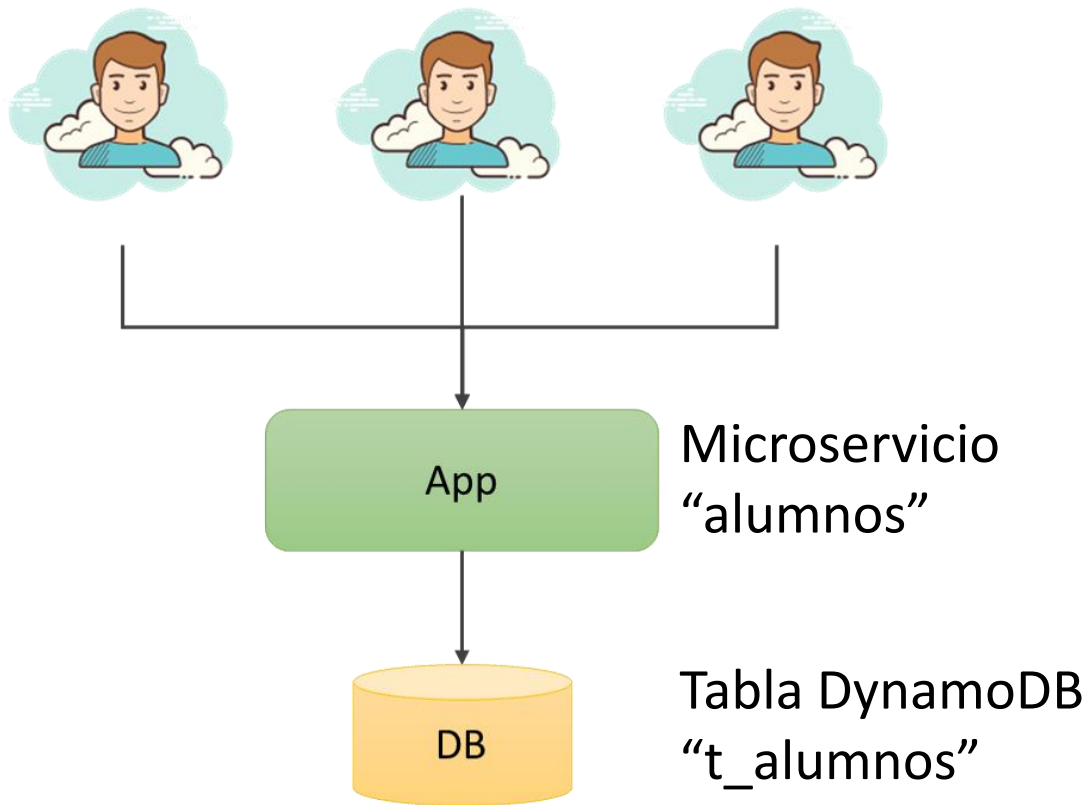 App
Microservicio
“alumnos”
DB
Tabla DynamoDB
“t_alumnos”